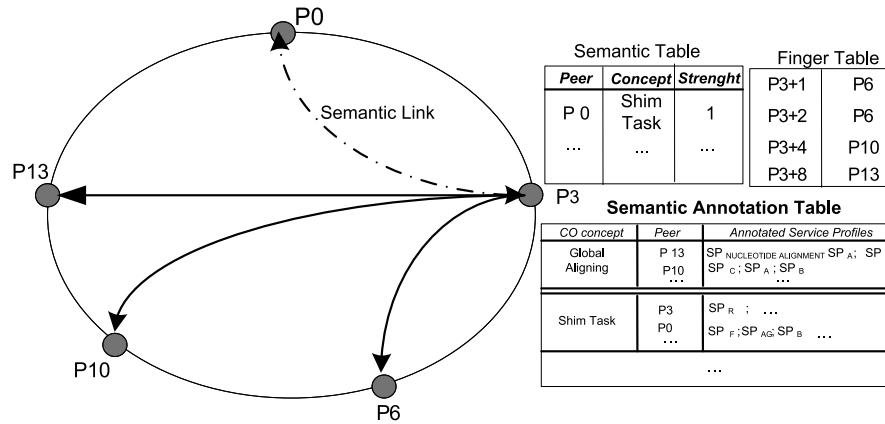 P0
Semantic Link
P13
P3
P10
P6
Semantic Table
Peer Concept Strenght
P 0 Shim Task 1
... ... ...
Finger Table
P3+1 P6
P3+2 P6
P3+4 P10
P3+8 P13
Semantic Annotation Table
CO concept Peer Annotated Service Profiles
Global Aligning P 13 SP NUCLEOTIDE ALIGNMENT SP A; SP
P10 SP C ; SP A ; SP B
... ...
Shim Task P3 SP R ; ...
P0 SP F ; SP AG; SP B ...
...
...